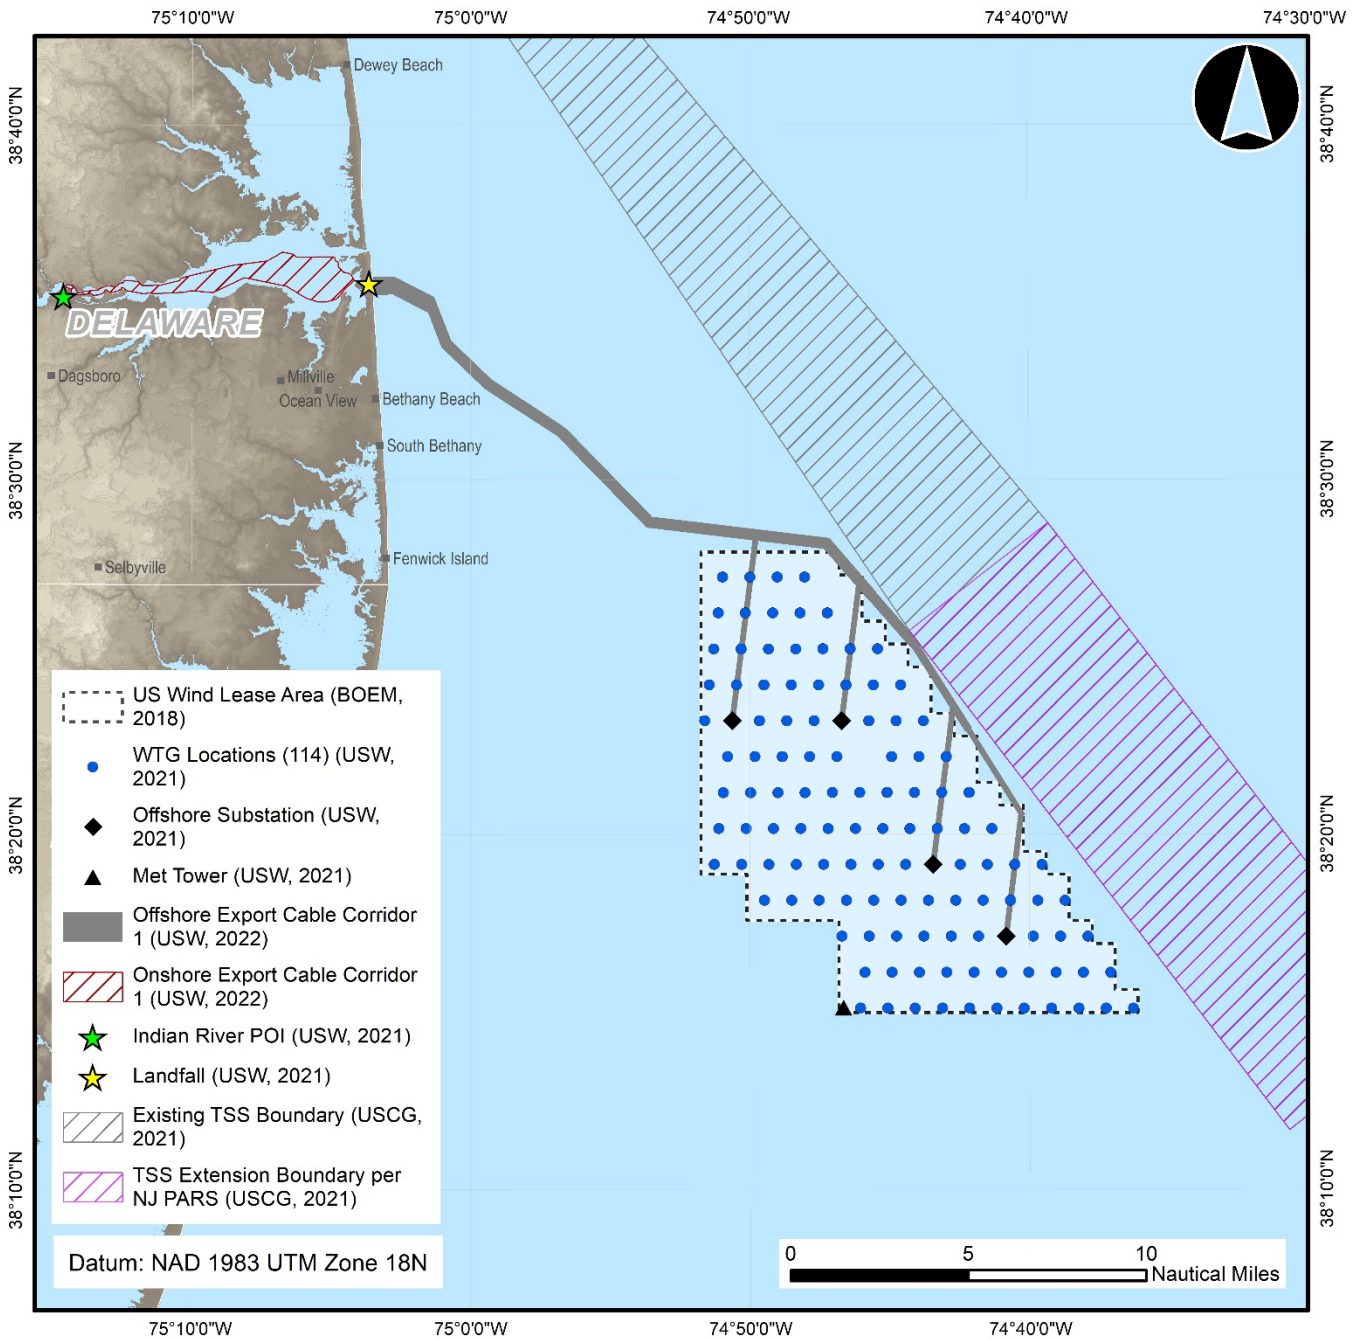 75°10'0"W
75°0'0"W
74°50'0"W
74°40'0"W
74°30'0"W
38°40'0"N
38°40'0"N
Dewey Beach
DELAWARE
Dagsboro
Millville
Ocean View
Bethany Beach
South Bethany
38°30'0"N
38°30'0"N
Fenwick Island
Selbyville
US Wind Lease Area (BOEM,
2018)
WTG Locations (114) (USW,
2021)
Offshore Substation (USW,
2021)
Met Tower (USW, 2021)
Offshore Export Cable Corridor
1 (USW, 2022)
Onshore Export Cable Corridor
1 (USW, 2022)
Indian River POI (USW, 2021)
Landfall (USW, 2021)
Existing TSS Boundary (USCG,
2021)
TSS Extension Boundary per
NJ PARS (USCG, 2021)
38°20'0"N
38°20'0"N
38°10'0"N
38°10'0"N
Datum: NAD 1983 UTM Zone 18N
0 5 10
Nautical Miles
75°10'0"W
75°0'0"W
74°50'0"W
74°40'0"W